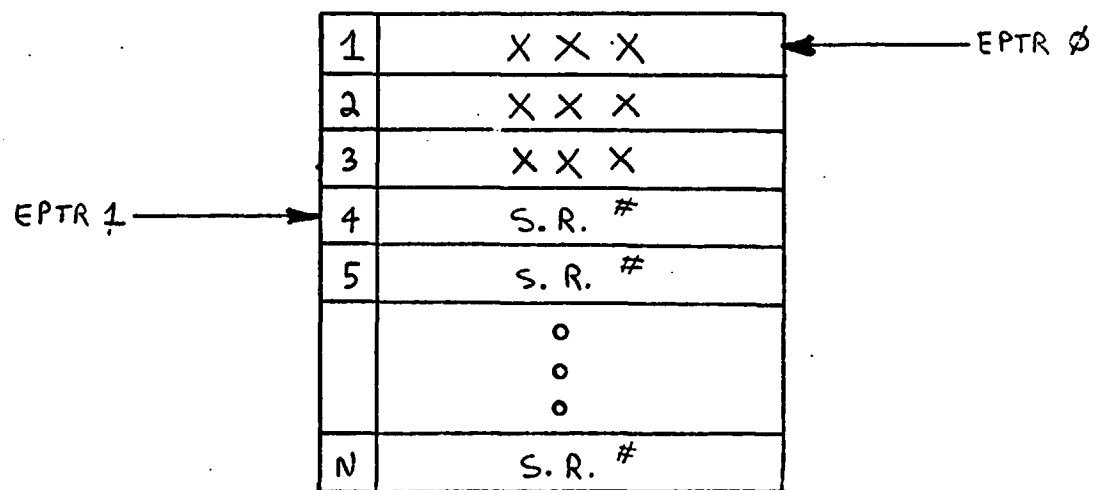 1 X X X EPTR Ø
2 X X X
3 X X X
EPTR 1 4 S. R. #
5 S. R. #
N S. R. #